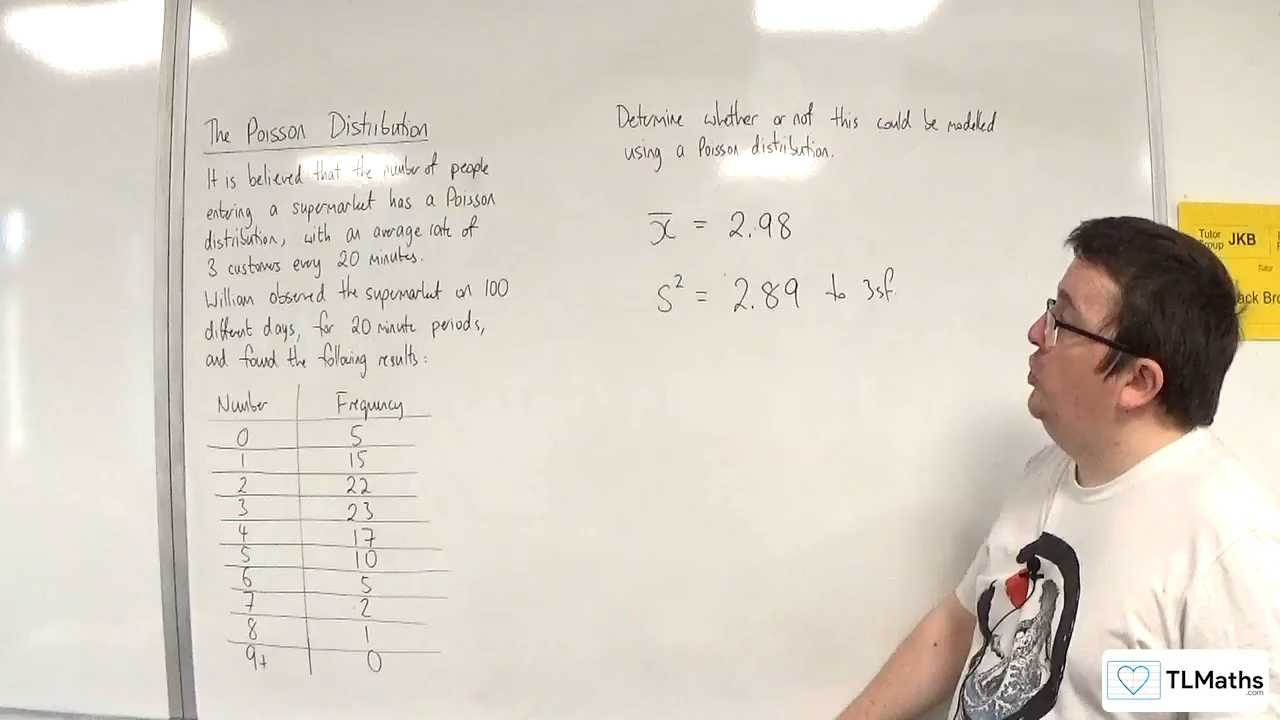 The Poisson Distribution
It is believed that the number of people
entering a supermarket has a Poisson
distribution, with an average rate of
3 customers every 20 minutes.
William observed the supermarket on 100
different days, for 20 minute periods,
and found the following results:
Number Frequency
0 5
1 15
2 22
3 23
4 17
5 10
6 5
7 2
8 1
9+ 0
Determine whether or not this could be modelled
using a Poisson distribution.
x̄ = 2.98
s² = 2.89 to 3sf.
Tutor
Group JKB
Tutor
TLMaths
.com